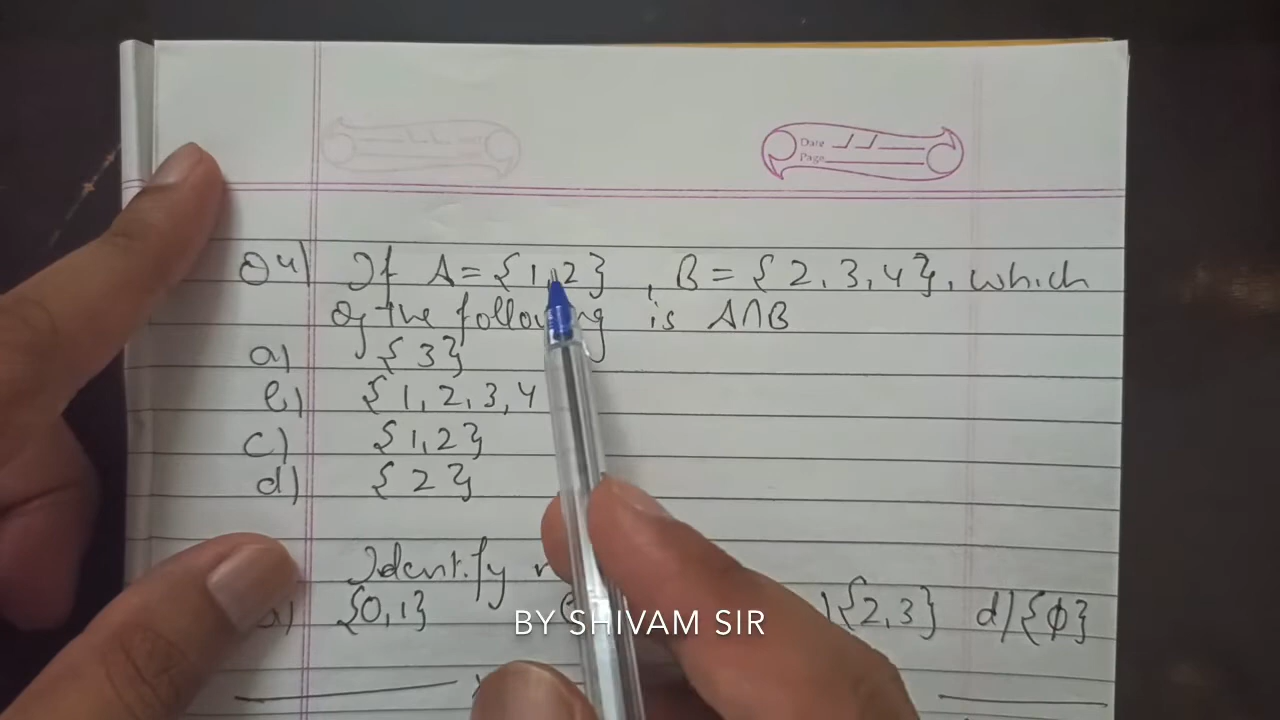 Date
Page
Q4) If A = {1, 2} , B = { 2, 3, 4}, which
of the following is A∩B
a) { 3}
b) { 1, 2, 3, 4
c) { 1, 2}
d) { 2 }
Identify
a) {0, 1} ) {2, 3} d) {ϕ}
BY SHIVAM SIR